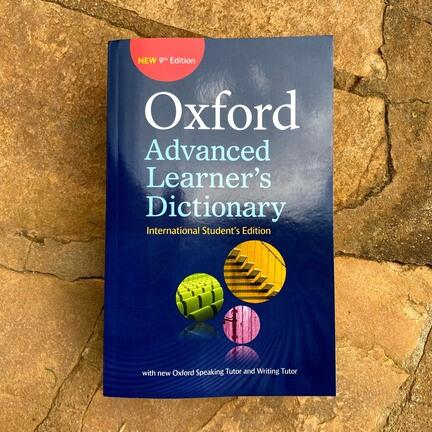 NEW 9th Edition
Oxford
Advanced
Learner's
Dictionary
International Student's Edition
with new Oxford Speaking Tutor and Writing Tutor